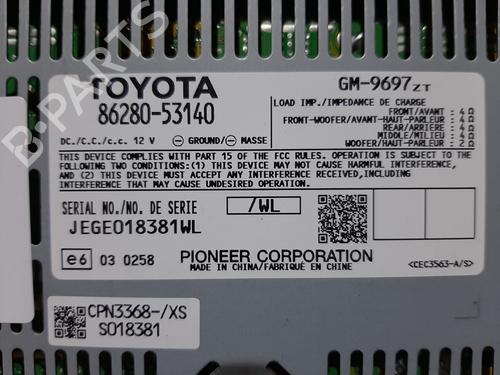 B-PARTS
TOYOTA
86280-53140
GM-9697ZT
LOAD IMP./IMPEDANCE DE CHARGE
FRONT/AVANT : 4Ω
FRONT-WOOFER/AVANT-HAUT-PARLEUR : 4Ω
REAR/ARRIERE : 4Ω
MIDDLE/MILIEU : 4Ω
WOOFER/HAUT-PARLEUR : 2Ω
DC./C.C./c.c. 12 V ⊖ GROUND/⊖ MASSE
THIS DEVICE COMPLIES WITH PART 15 OF THE FCC RULES. OPERATION IS SUBJECT TO THE
FOLLOWING TWO CONDITIONS:(1) THIS DEVICE MAY NOT CAUSE HARMFUL INTERFERENCE,
AND (2) THIS DEVICE MUST ACCEPT ANY INTERFERENCE RECEIVED,INCLUDING
INTERFERENCE THAT MAY CAUSE UNDESIRED OPERATION.
SERIAL NO./NO. DE SERIE
/WL
JEGE018381WL
PIONEER CORPORATION
MADE IN CHINA/FABRIQUÉ EN CHINE
e6 03 0258
<CEC3563-A/S>
CPN3368-/XS
S018381